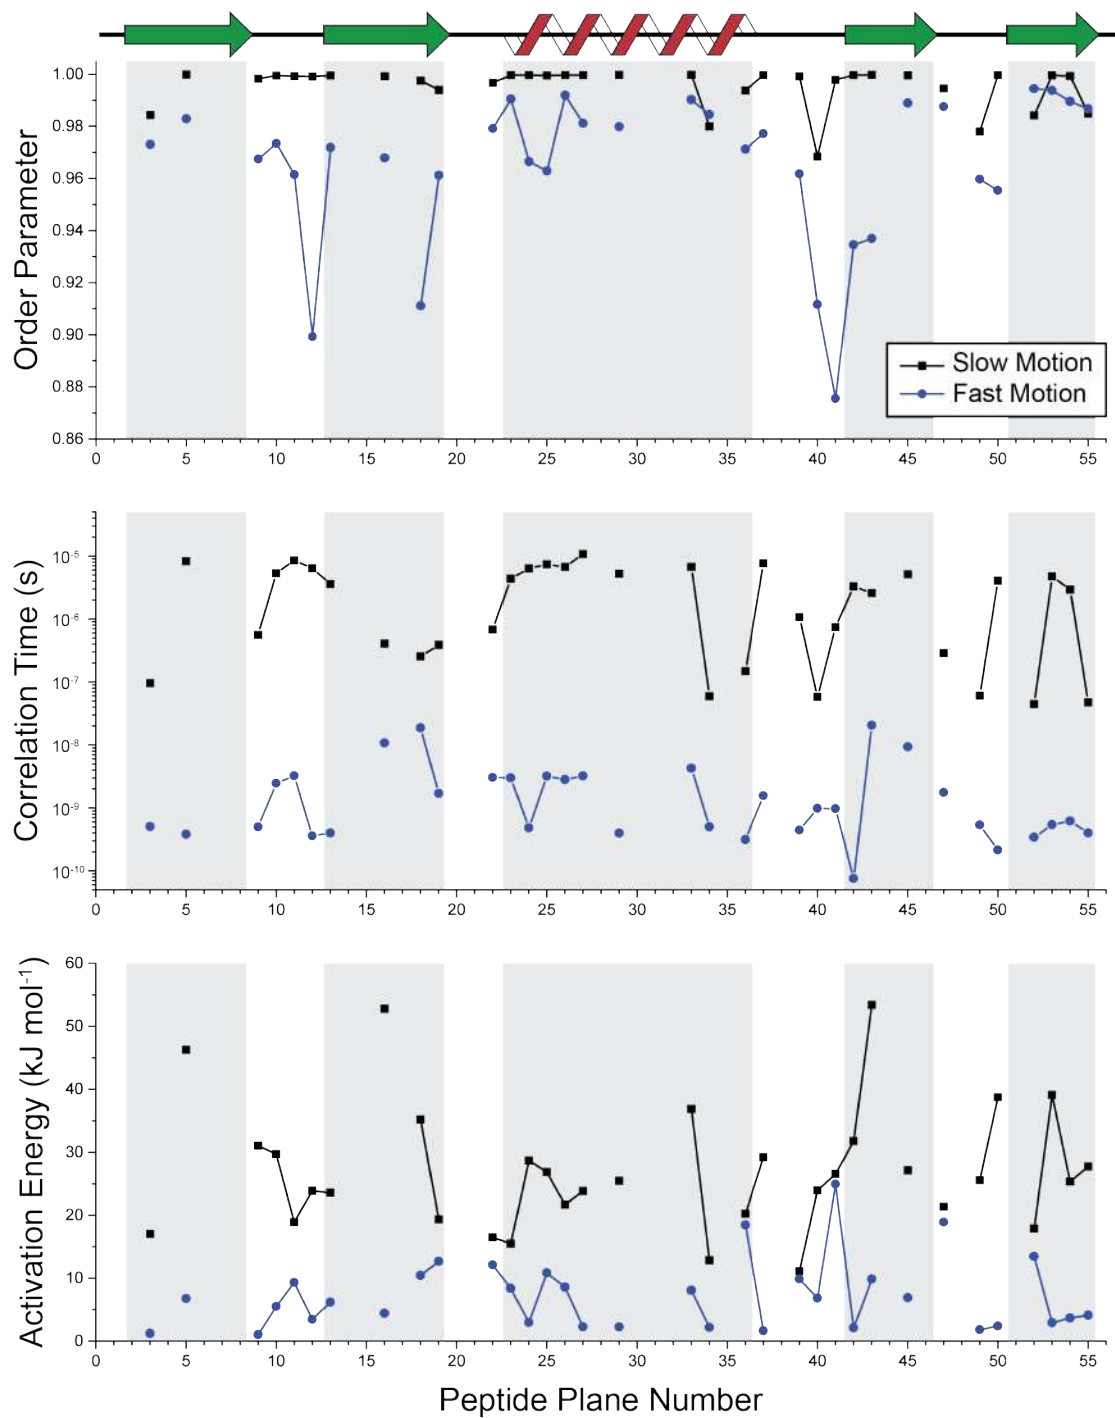 Order Parameter
1.00
0.98
0.96
0.94
0.92
0.90
0.88
0.86
Slow Motion
Fast Motion
0 5 10 15 20 25 30 35 40 45 50 55
Correlation Time (s)
10-5
10-6
10-7
10-8
10-9
10-10
0 5 10 15 20 25 30 35 40 45 50 55
Activation Energy (kJ mol-1)
60
50
40
30
20
10
0
0 5 10 15 20 25 30 35 40 45 50 55
Peptide Plane Number